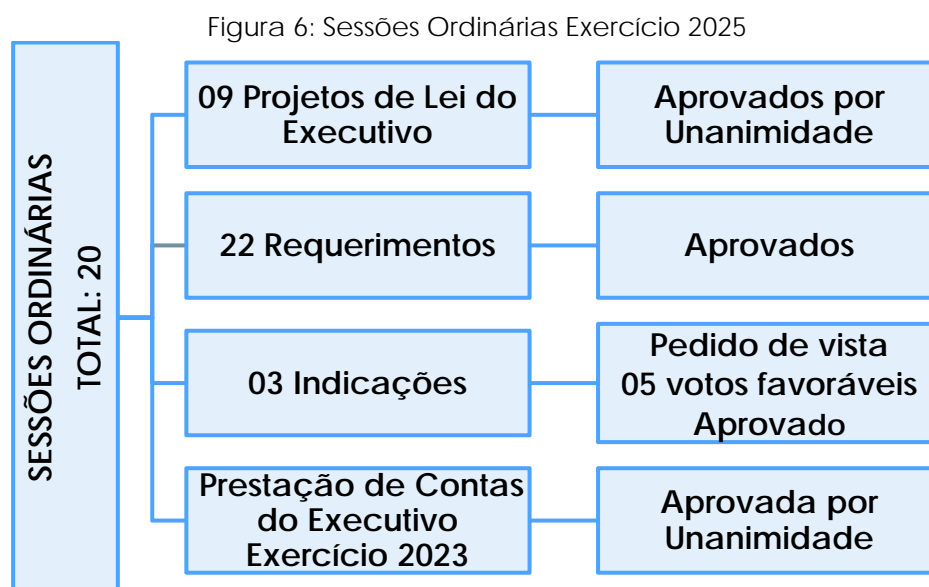 Figura 6: Sessões Ordinárias Exercício 2025
SESSÕES ORDINÁRIAS
TOTAL: 20
09 Projetos de Lei do
Executivo
Aprovados por
Unanimidade
22 Requerimentos
Aprovados
03 Indicações
Pedido de vista
05 votos favoráveis
Aprovado
Prestação de Contas
do Executivo
Exercício 2023
Aprovada por
Unanimidade